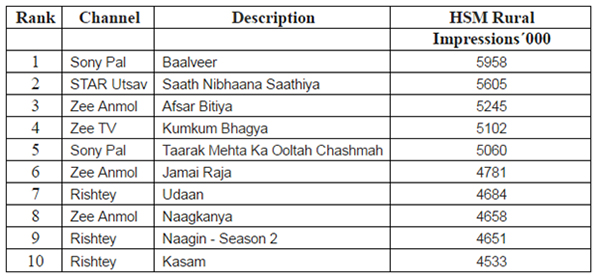 Rank Channel Description HSM Rural
Impressions´000
1 Sony Pal Baalveer 5958
2 STAR Utsav Saath Nibhaana Saathiya 5605
3 Zee Anmol Afsar Bitiya 5245
4 Zee TV Kumkum Bhagya 5102
5 Sony Pal Taarak Mehta Ka Ooltah Chashmah 5060
6 Zee Anmol Jamai Raja 4781
7 Rishtey Udaan 4684
8 Zee Anmol Naagkanya 4658
9 Rishtey Naagin - Season 2 4651
10 Rishtey Kasam 4533